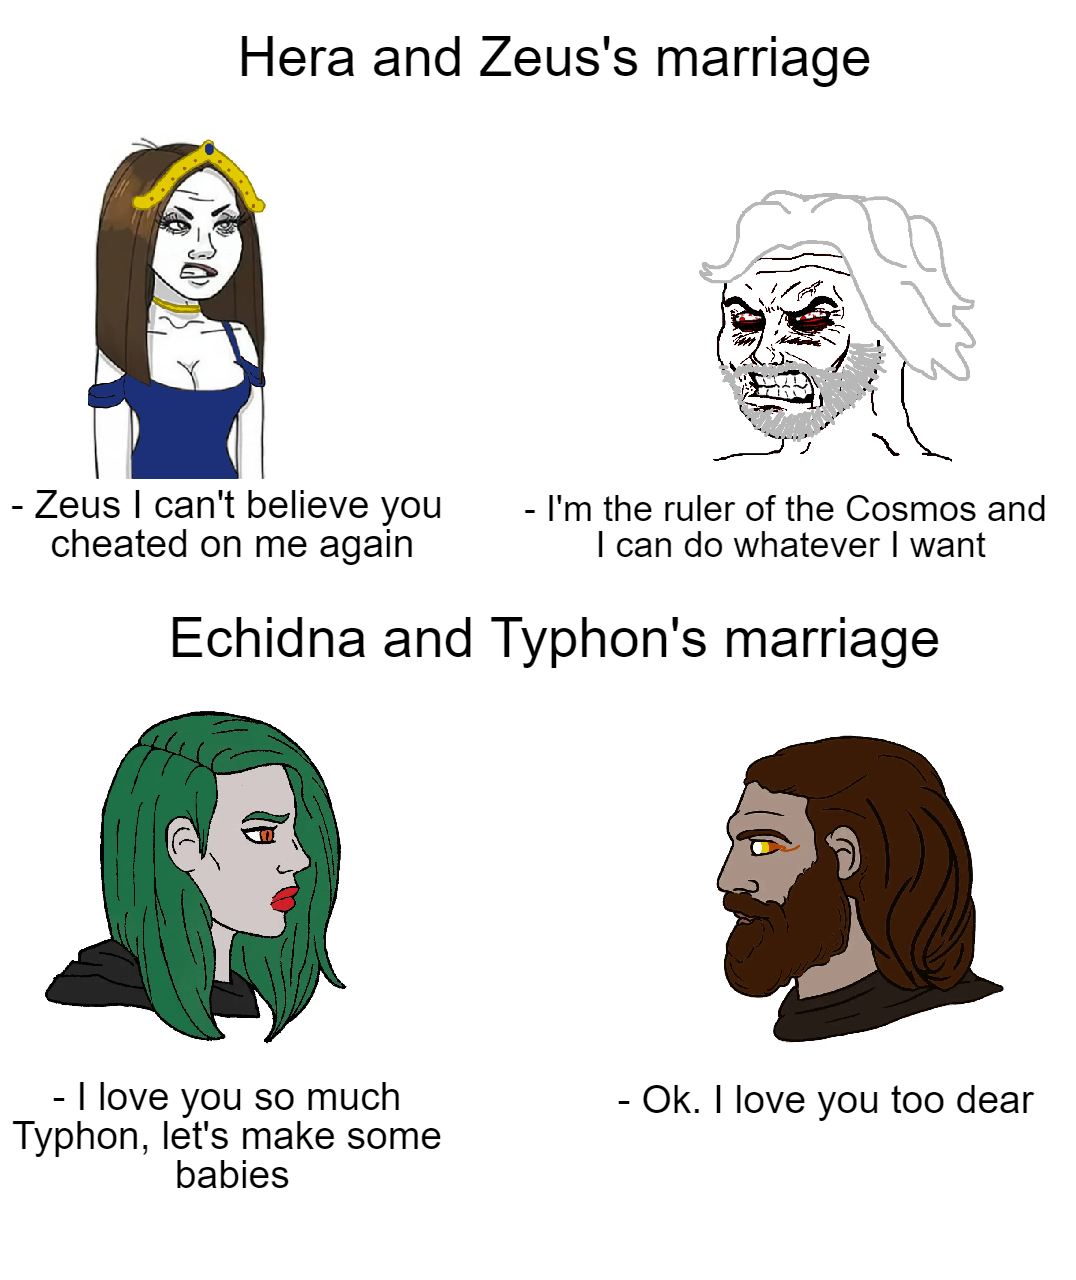 Hera and Zeus's marriage
- Zeus I can't believe you
cheated on me again
- I'm the ruler of the Cosmos and
I can do whatever I want
Echidna and Typhon's marriage
- I love you so much
Typhon, let's make some
babies
- Ok. I love you too dear